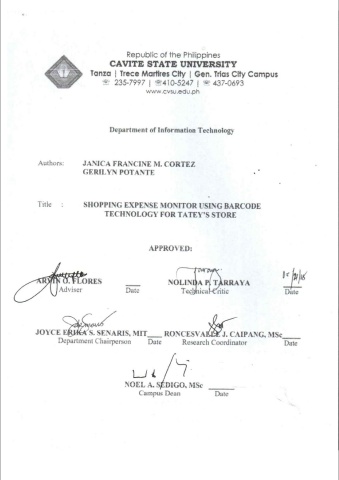 Republic of the Philippines
CAVITE STATE UNIVERSITY
Tanza | Trece Martires City | Gen. Trias City Campus
☏ 235-7997 | ☏410-5247 | ☏ 437-0693
www.cvsu.edu.ph
Department of Information Technology
Authors: JANICA FRANCINE M. CORTEZ
GERILYN POTANTE
Title : SHOPPING EXPENSE MONITOR USING BARCODE
TECHNOLOGY FOR TATEY'S STORE
APPROVED:
ARVIN O. FLORES NOLINDA P. TARRAYA
Adviser Date Technical Critic Date
JOYCE ERIKA S. SENARIS, MIT RONCESVALLE J. CAIPANG, MSc
Department Chairperson Date Research Coordinator Date
NOEL A. SEDIGO, MSc
Campus Dean Date